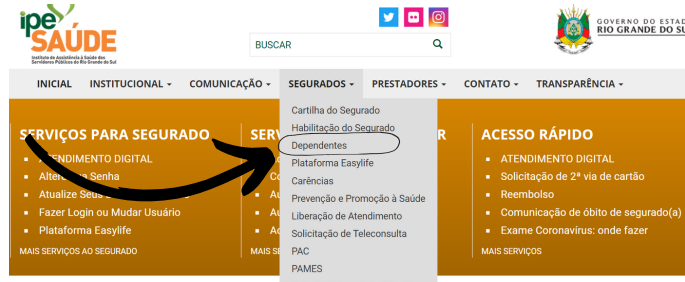 ipe
SAÚDE
Instituto de Assistência à Saúde dos
Servidores Públicos do Rio Grande do Sul
BUSCAR
GOVERNO DO ESTAD
RIO GRANDE DO SU
INICIAL INSTITUCIONAL COMUNICAÇÃO SEGURADOS PRESTADORES CONTATO TRANSPARÊNCIA
Cartilha do Segurado
Habilitação do Segurado
Dependentes
Plataforma Easylife
Carências
Prevenção e Promoção à Saúde
Liberação de Atendimento
Solicitação de Teleconsulta
PAC
PAMES
SERVIÇOS PARA SEGURADO
ATENDIMENTO DIGITAL
Senha
Atualize
Fazer Login ou Mudar Usuário
Plataforma Easylife
MAIS SERVIÇOS AO SEGURADO
SERV R
MAIS SE
ACESSO RÁPIDO
ATENDIMENTO DIGITAL
Solicitação de 2ª via de cartão
Reembolso
Comunicação de óbito de segurado(a)
Exame Coronavírus: onde fazer
MAIS SERVIÇOS